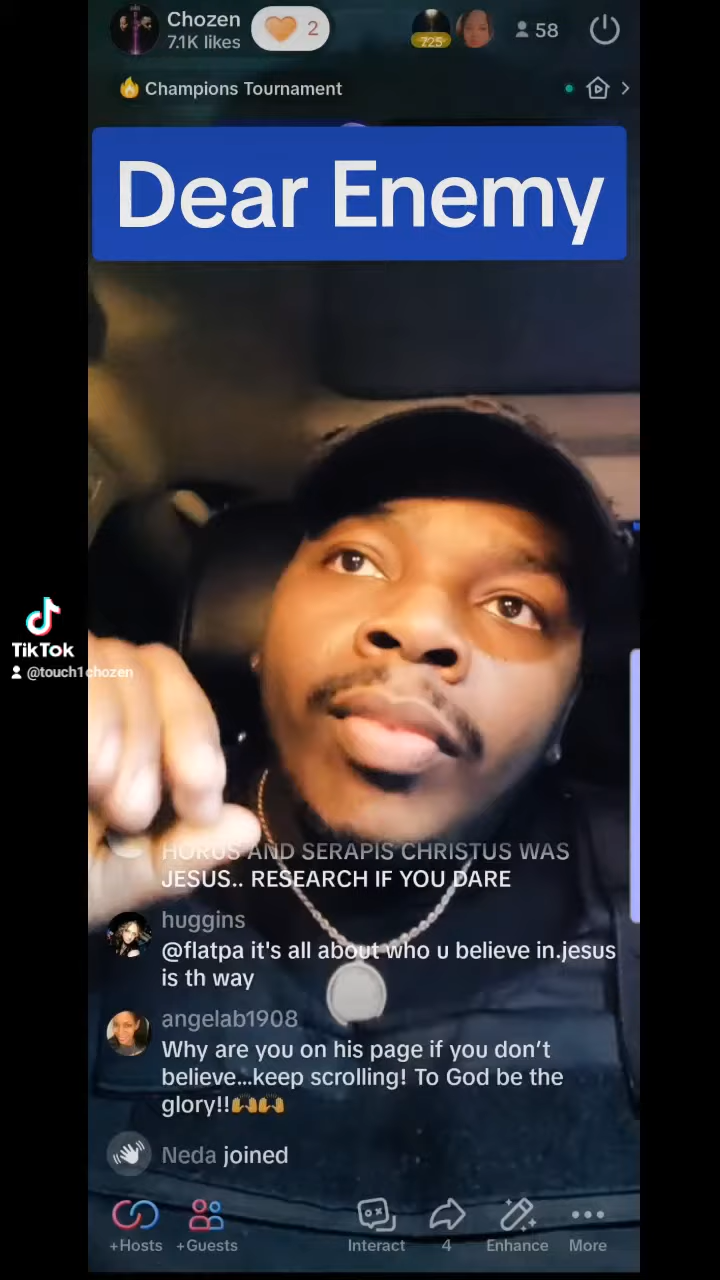 Chozen
7.1K likes
2
725
58
🔥 Champions Tournament
Dear Enemy
TikTok
@touch1chozen
HORUS AND SERAPIS CHRISTUS WAS
JESUS.. RESEARCH IF YOU DARE
huggins
@flatpa it's all about who u believe in.jesus
is th way
angelab1908
Why are you on his page if you don’t
believe...keep scrolling! To God be the
glory!!🙌🙌
Neda joined
+Hosts
+Guests
Interact
4
Enhance
More